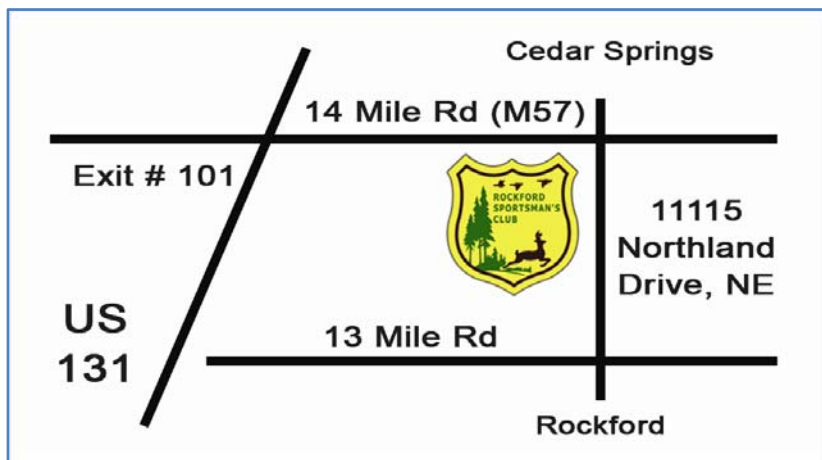 Cedar Springs
14 Mile Rd (M57)
Exit # 101
ROCKFORD
SPORTSMAN'S
CLUB
11115
Northland
Drive, NE
US
131
13 Mile Rd
Rockford